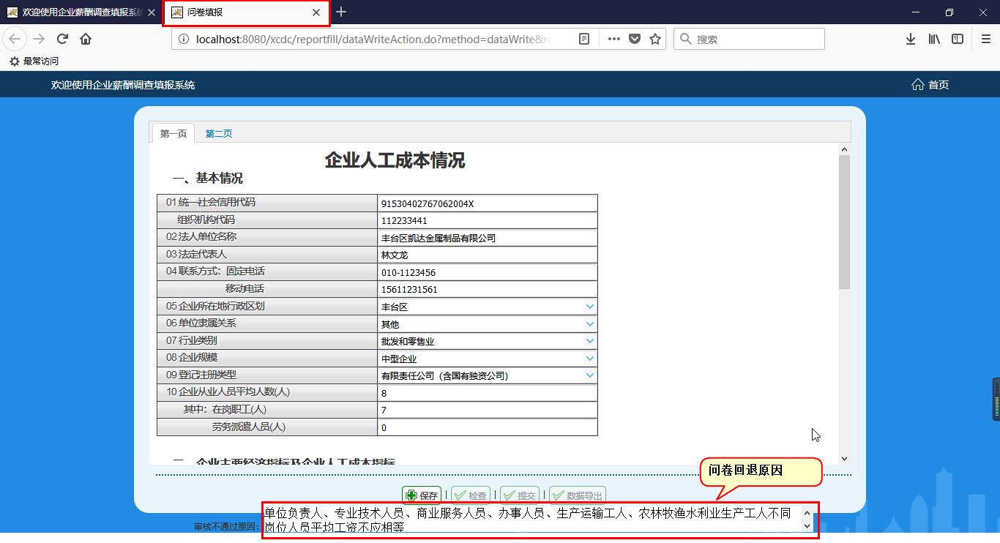 欢迎使用企业薪酬调查填报系统
问卷填报
localhost:8080/xcdc/reportfill/dataWriteAction.do?method=dataWrite&re
搜索
最常访问
欢迎使用企业薪酬调查填报系统
首页
第一页
第二页
企业人工成本情况
一、基本情况
01 统一社会信用代码 91530402767062004X
组织机构代码 112233441
02 法人单位名称 丰台区凯达金属制品有限公司
03 法定代表人 林文龙
04 联系方式：固定电话 010-1123456
移动电话 15611231561
05 企业所在地行政区划 丰台区
06 单位隶属关系 其他
07 行业类别 批发和零售业
08 企业规模 中型企业
09 登记注册类型 有限责任公司（含国有独资公司）
10 企业从业人员平均人数(人) 8
其中：在岗职工(人) 7
劳务派遣人员(人) 0
二、企业主要经济指标及企业人工成本指标
问卷回退原因
保存 | 检查 | 提交 | 数据导出
审核不通过原因：
单位负责人、专业技术人员、商业服务人员、办事人员、生产运输工人、农林牧渔水利业生产工人不同
岗位人员平均工资不应相等